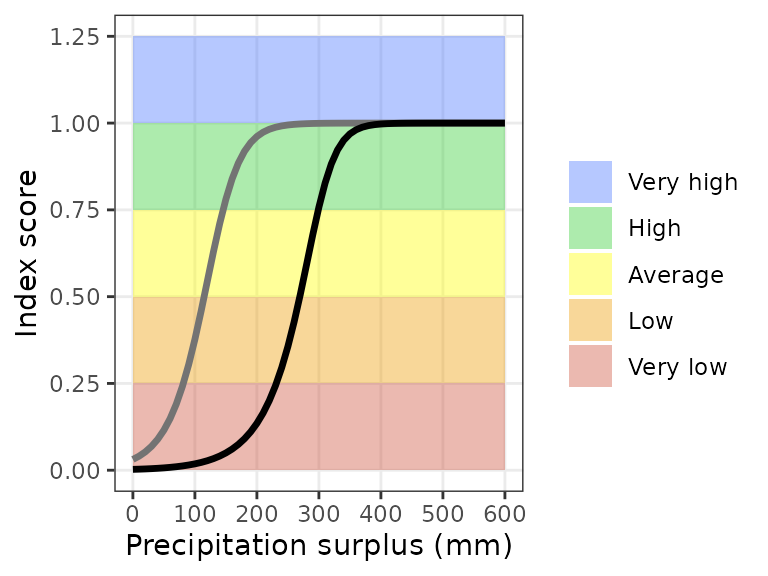 1.25
1.00
0.75
0.50
0.25
0.00
Index score
0 100 200 300 400 500 600
Precipitation surplus (mm)
Very high
High
Average
Low
Very low